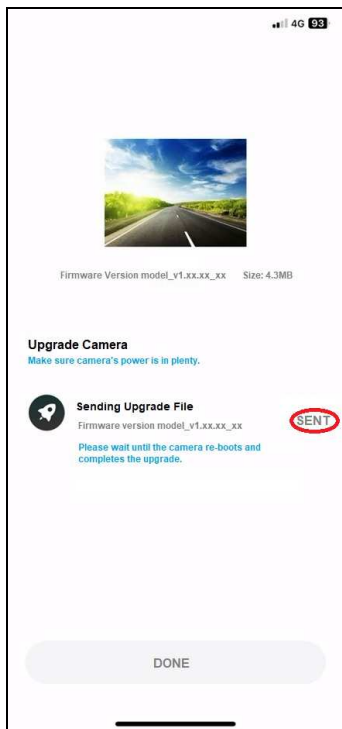 4G 93
Firmware Version model_v1.xx.xx_xx Size: 4.3MB
Upgrade Camera
Make sure camera's power is in plenty.
Sending Upgrade File
Firmware version model_v1.xx.xx_xx
SENT
Please wait until the camera re-boots and
completes the upgrade.
DONE